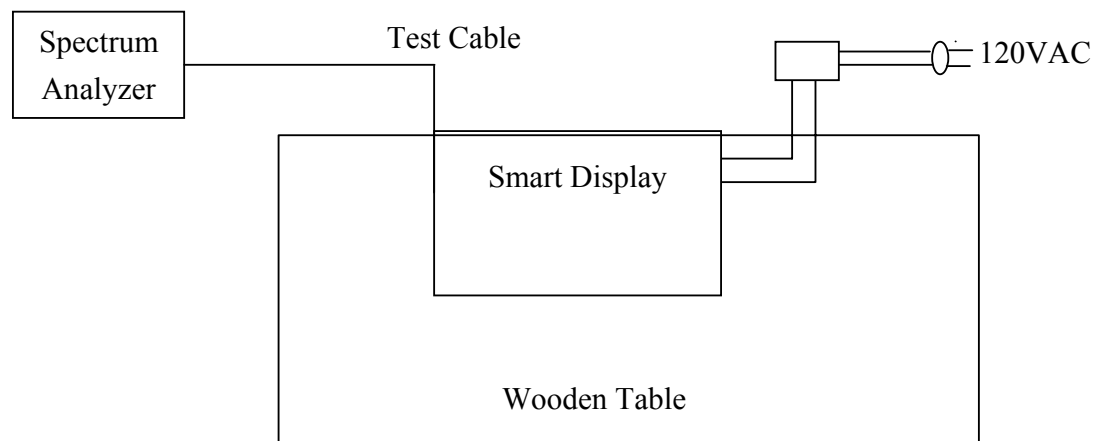 Spectrum
Analyzer
Test Cable
120VAC
Smart Display
Wooden Table